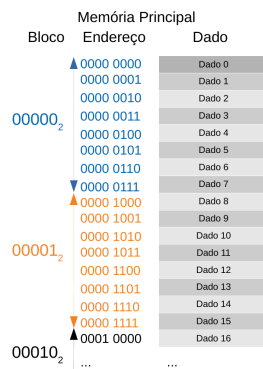 Memória Principal
Bloco Endereço Dado
0000 0000 Dado 0
0000 0001 Dado 1
0000 0010 Dado 2
0000 0011 Dado 3
00000₂
0000 0100 Dado 4
0000 0101 Dado 5
0000 0110 Dado 6
0000 0111 Dado 7
0000 1000 Dado 8
0000 1001 Dado 9
0000 1010 Dado 10
00001₂
0000 1011 Dado 11
0000 1100 Dado 12
0000 1101 Dado 13
0000 1110 Dado 14
0000 1111 Dado 15
0001 0000 Dado 16
00010₂
... ...